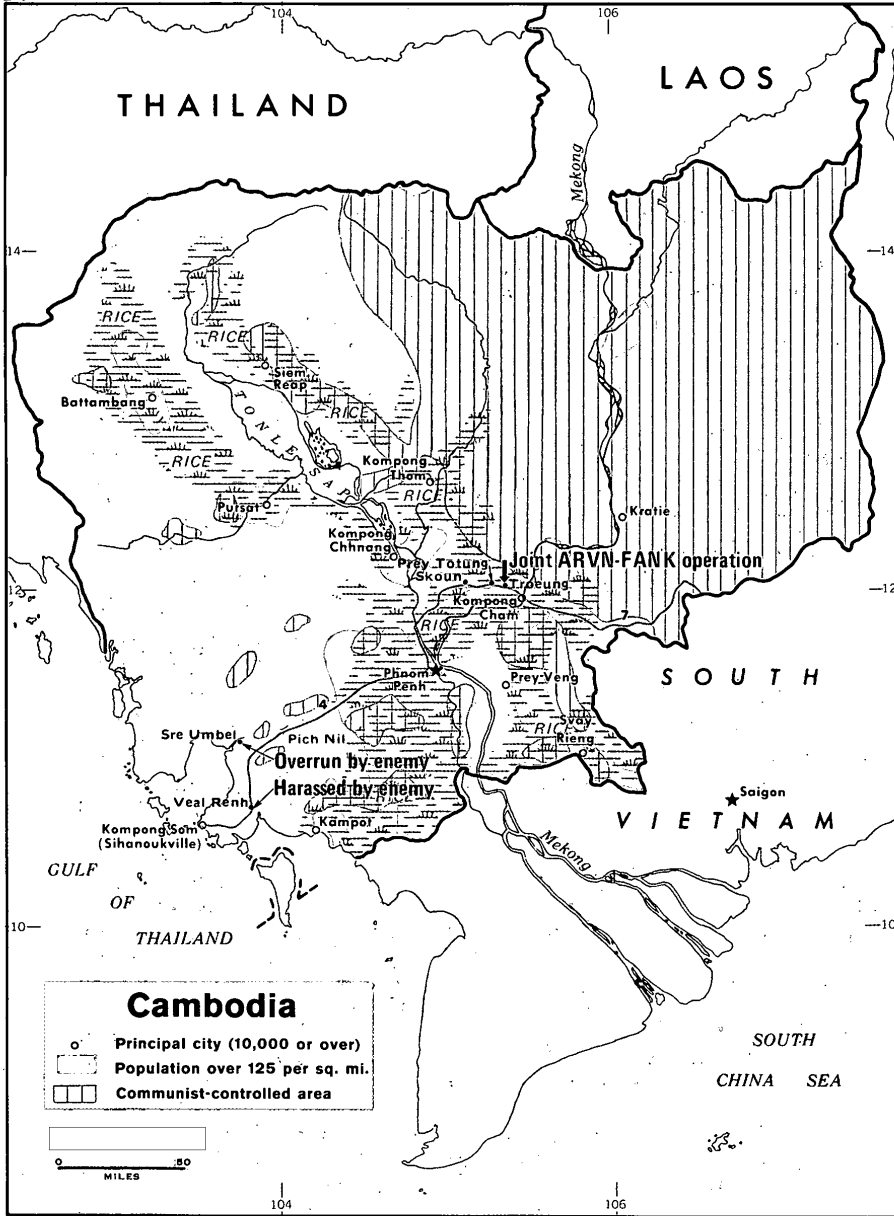 104
106
THAILAND
LAOS
Mekong
14
14
RICE
RICE
Siem
Reap
Battambang
RICE
TONLE SAP
RICE
Kompong
Thom
RICE
Pursat
Kratie
Kompong
Chhnang
Prey Totung
Skoun
Joint ARVN-FANK operation
Troeung
12
12
Kompong
Cham
7
RICE
Phnom
Penh
Prey Veng
SOUTH
4
RICE
Svay
Rieng
Sre Umbel
Pich Nil
Overrun by enemy
Harassed by enemy
Veal Renh
Saigon
VIETNAM
Kompong Som
(Sihanoukville)
Kampot
Mekong
GULF
OF
THAILAND
10
10
Cambodia
Principal city (10,000 or over)
Population over 125 per sq. mi.
Communist-controlled area
SOUTH
CHINA SEA
0
50
MILES
104
106